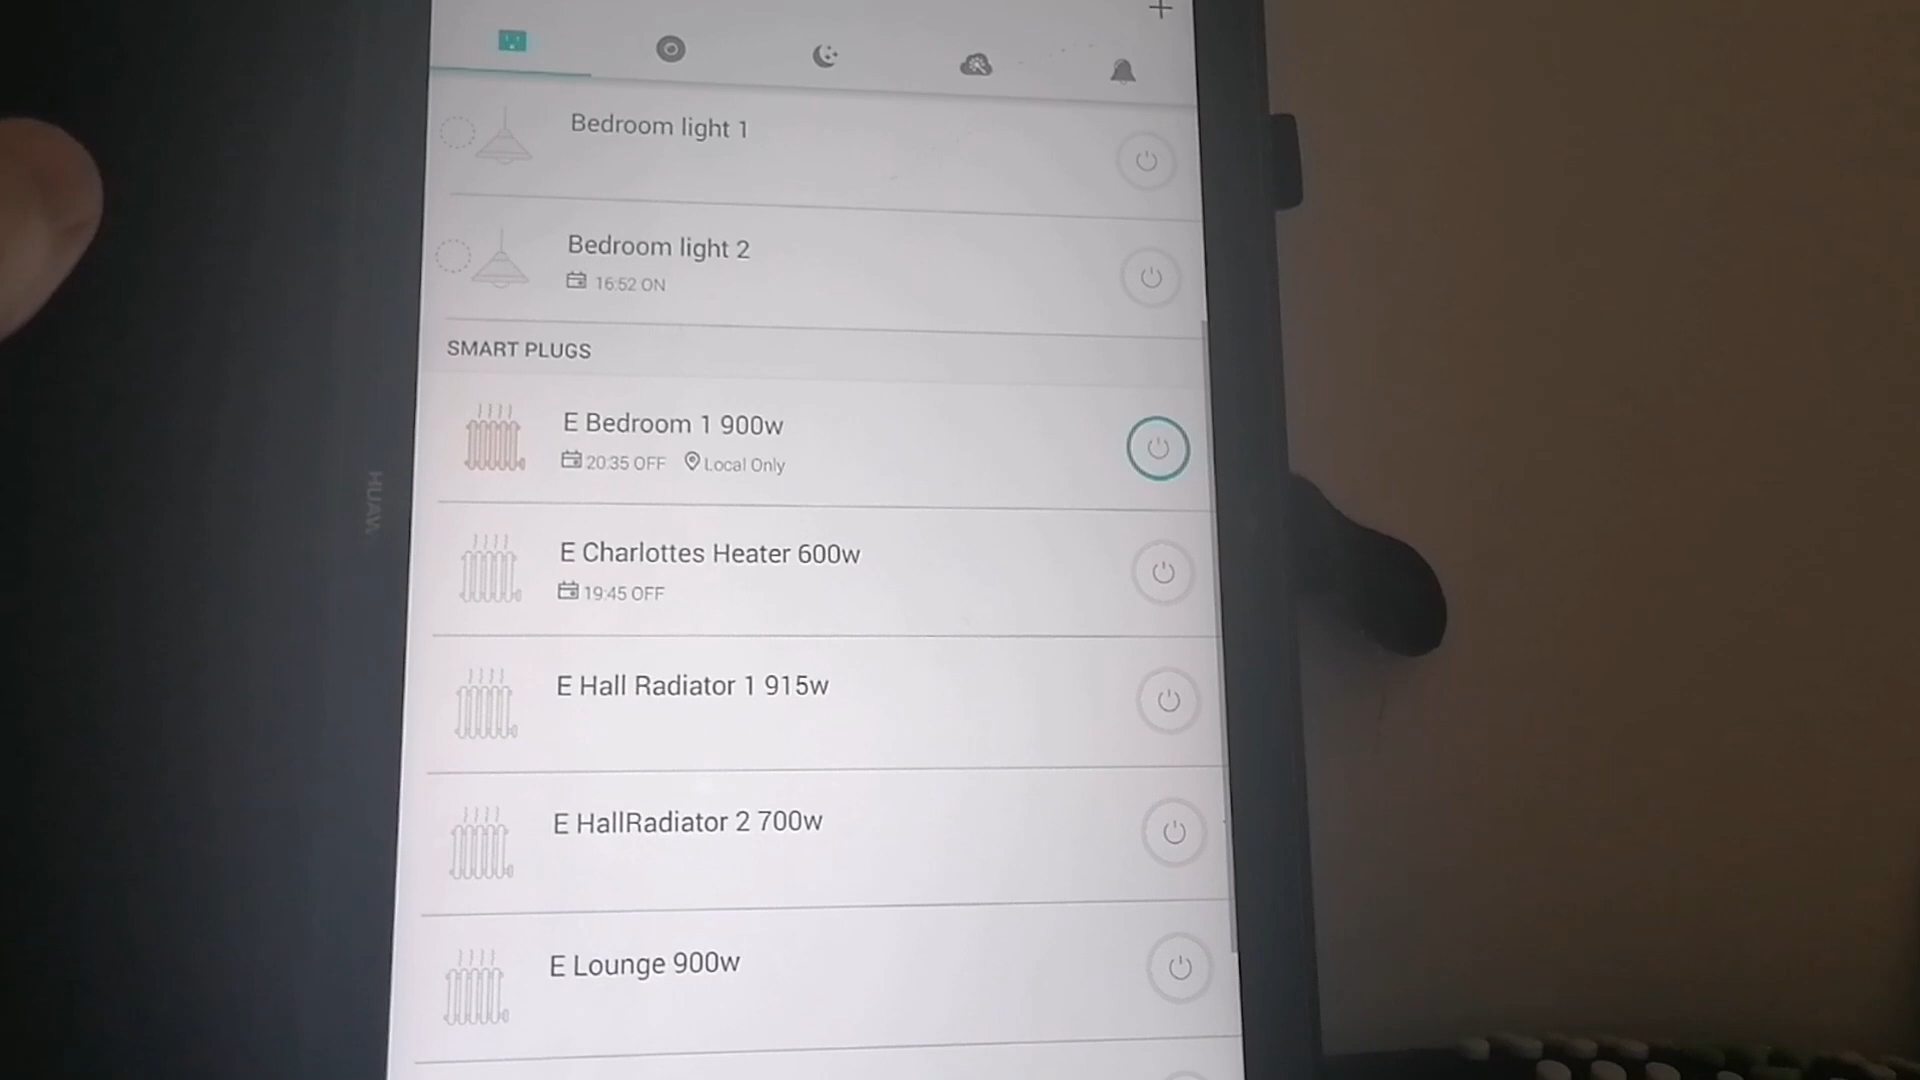 Bedroom light 1
Bedroom light 2
16:52 ON
SMART PLUGS
E Bedroom 1 900w
20:35 OFF Local Only
E Charlottes Heater 600w
19:45 OFF
E Hall Radiator 1 915w
E HallRadiator 2 700w
E Lounge 900w
HUAW